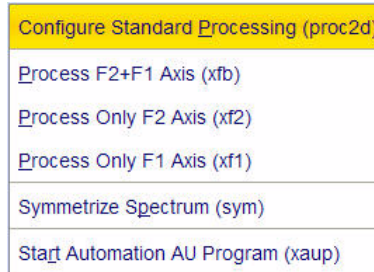 Configure Standard Processing (proc2d)
Process F2+F1 Axis (xfb)
Process Only F2 Axis (xf2)
Process Only F1 Axis (xf1)
Symmetrize Spectrum (sym)
Start Automation AU Program (xaup)